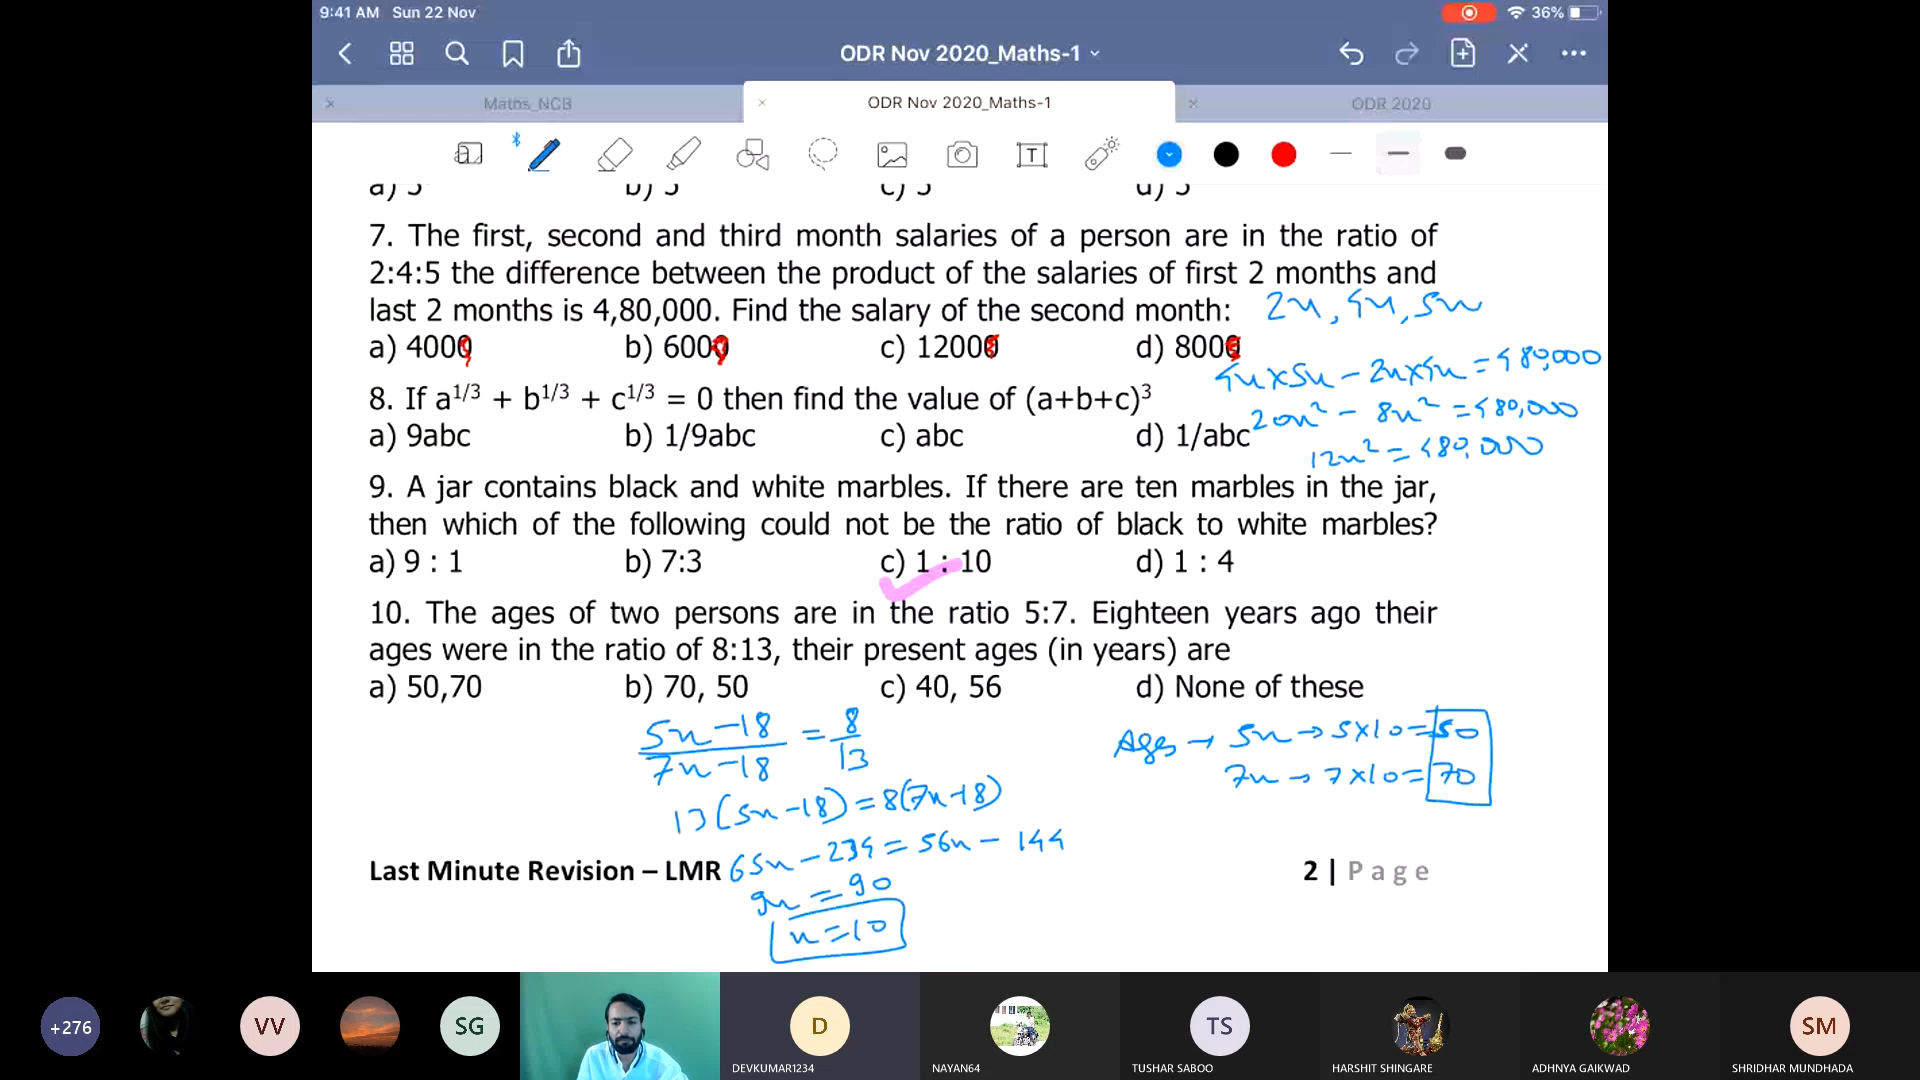 9:41 AM Sun 22 Nov
36%
ODR Nov 2020_Maths-1
Maths_NCB
ODR Nov 2020_Maths-1
ODR 2020
T
a) 5 b) 5 c) 5 d) 5
7. The first, second and third month salaries of a person are in the ratio of
2:4:5 the difference between the product of the salaries of first 2 months and
last 2 months is 4,80,000. Find the salary of the second month: 2x, 4x, 5x
a) 4000 b) 6000 c) 12000 d) 8000
4x×5x - 2x×4x = 480,000
8. If a^1/3 + b^1/3 + c^1/3 = 0 then find the value of (a+b+c)³
20x² - 8x² = 480,000
a) 9abc b) 1/9abc c) abc d) 1/abc
12x² = 480,000
9. A jar contains black and white marbles. If there are ten marbles in the jar,
then which of the following could not be the ratio of black to white marbles?
a) 9 : 1 b) 7:3 c) 1 : 10 d) 1 : 4
10. The ages of two persons are in the ratio 5:7. Eighteen years ago their
ages were in the ratio of 8:13, their present ages (in years) are
a) 50,70 b) 70, 50 c) 40, 56 d) None of these
5x-18 / 7x-18 = 8/13
Ages → 5x → 5×10 = 50
7x → 7×10 = 70
13(5x-18) = 8(7x-18)
65x - 234 = 56x - 144
Last Minute Revision – LMR
2 | Page
9x = 90
x = 10
+276
VV
SG
D
TS
SM
DEVKUMAR1234
NAYAN64
TUSHAR SABOO
HARSHIT SHINGARE
ADHNYA GAIKWAD
SHRIDHAR MUNDHADA